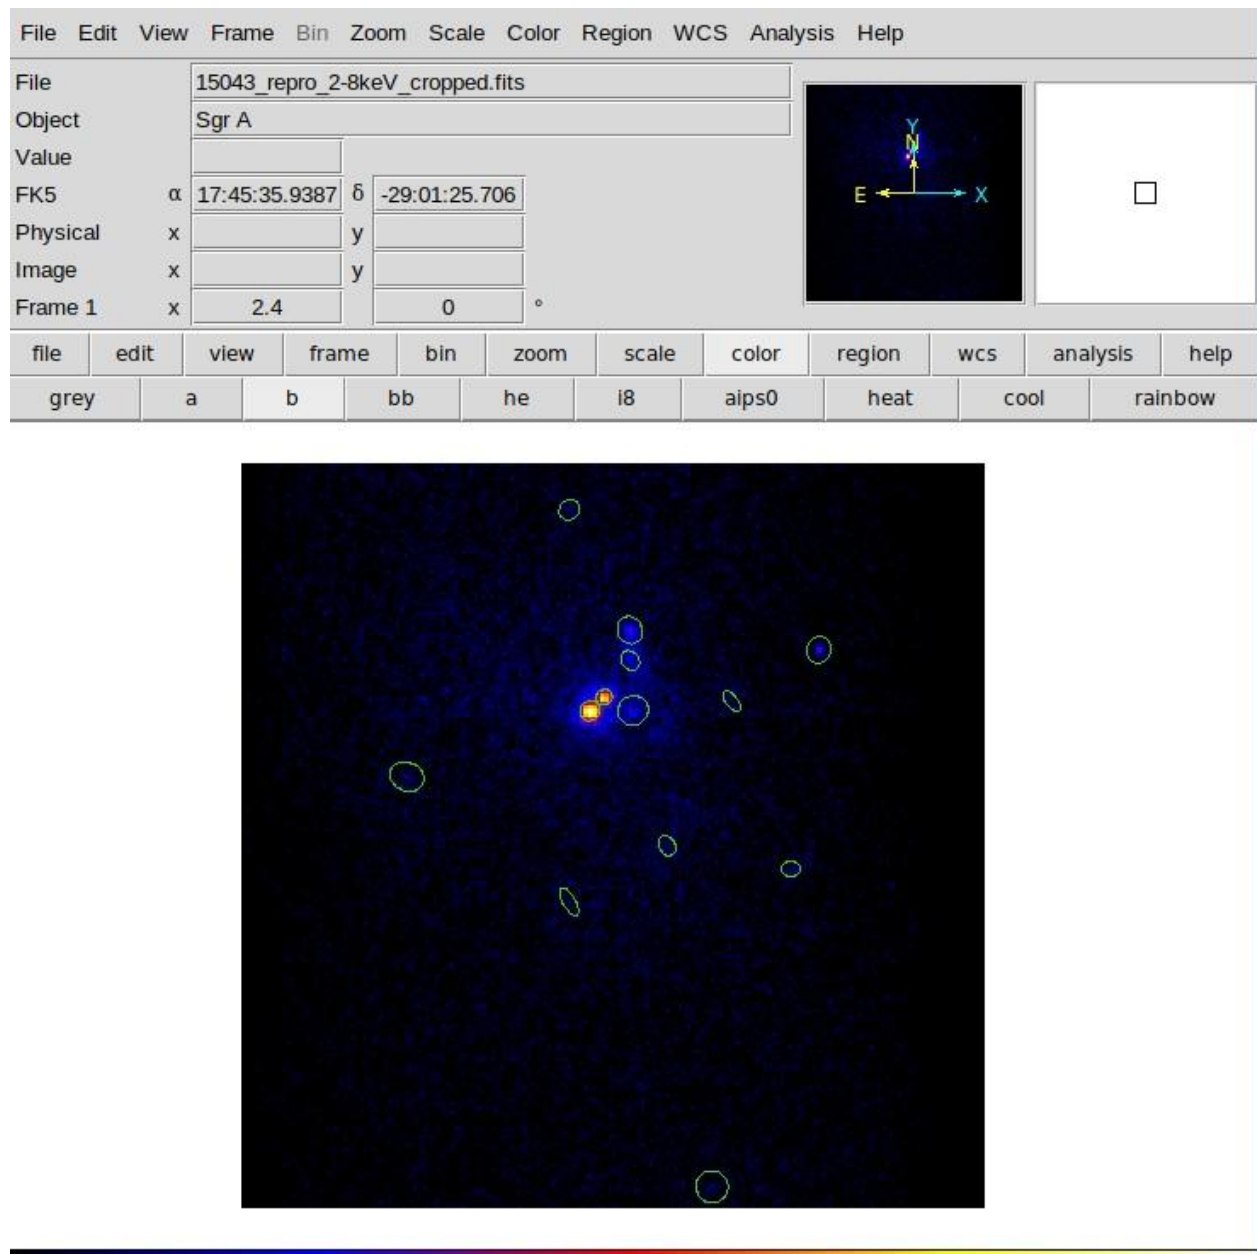 File Edit View Frame Bin Zoom Scale Color Region WCS Analysis Help
File 15043_repro_2-8keV_cropped.fits
Object Sgr A
Value
FK5 α 17:45:35.9387 δ -29:01:25.706
Physical x y
Image x y
Frame 1 x 2.4 0 °
Y
N
E X
file edit view frame bin zoom scale color region wcs analysis help
grey a b bb he i8 aips0 heat cool rainbow